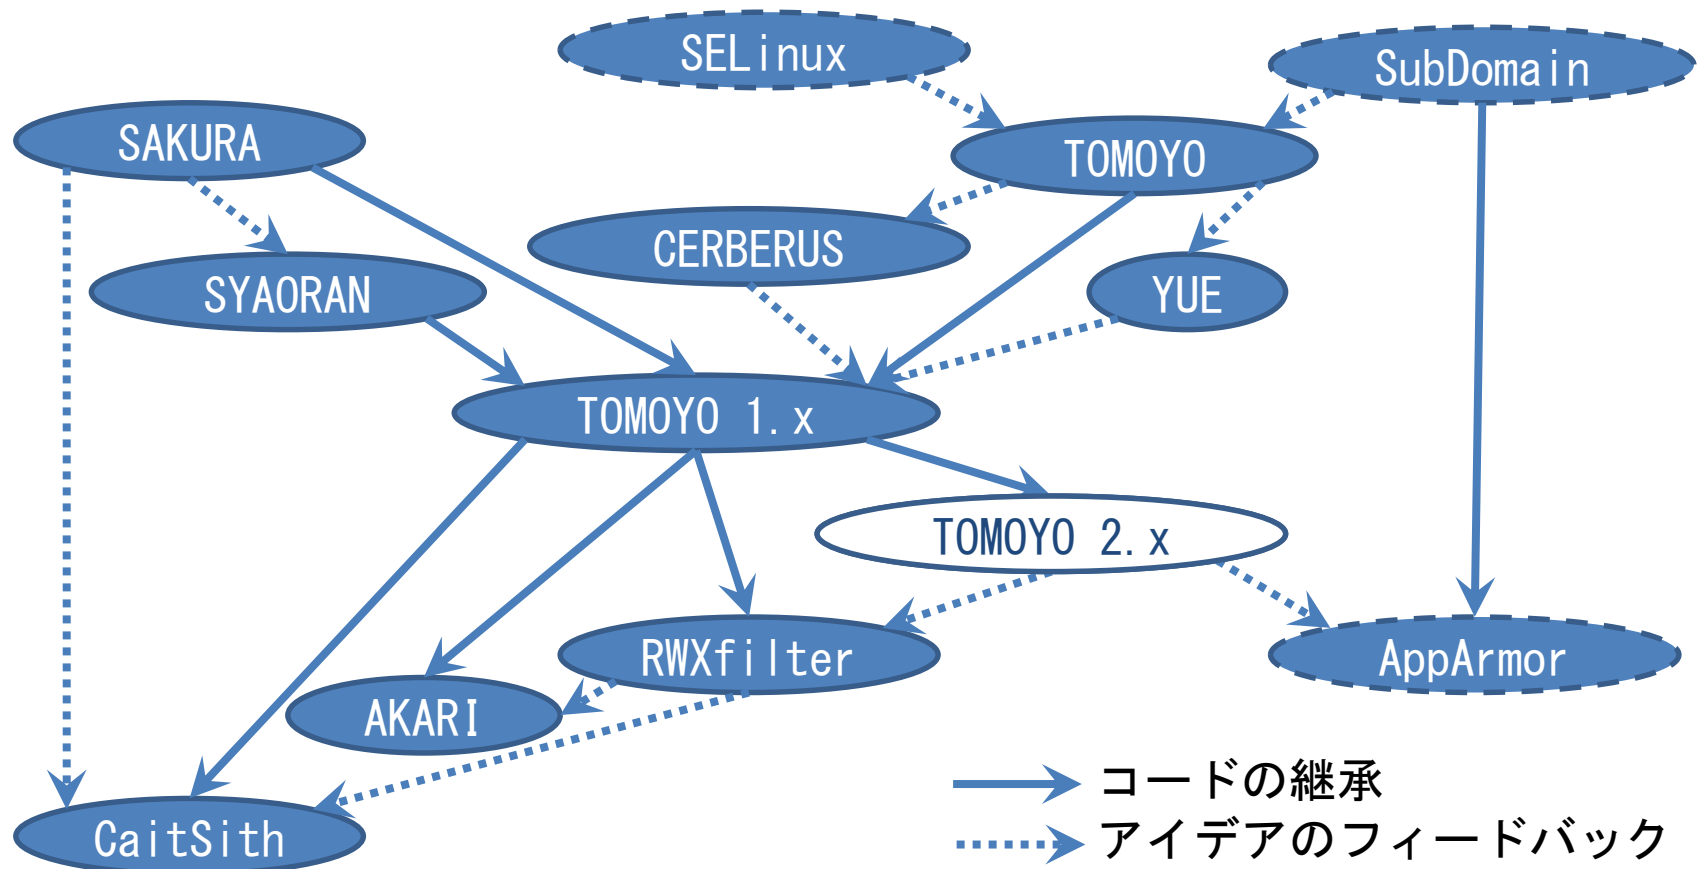 SELinux
SubDomain
SAKURA
TOMOYO
CERBERUS
SYAORAN
YUE
TOMOYO 1.x
TOMOYO 2.x
RWXfilter
AppArmor
AKARI
コードの継承
CaitSith
アイデアのフィードバック